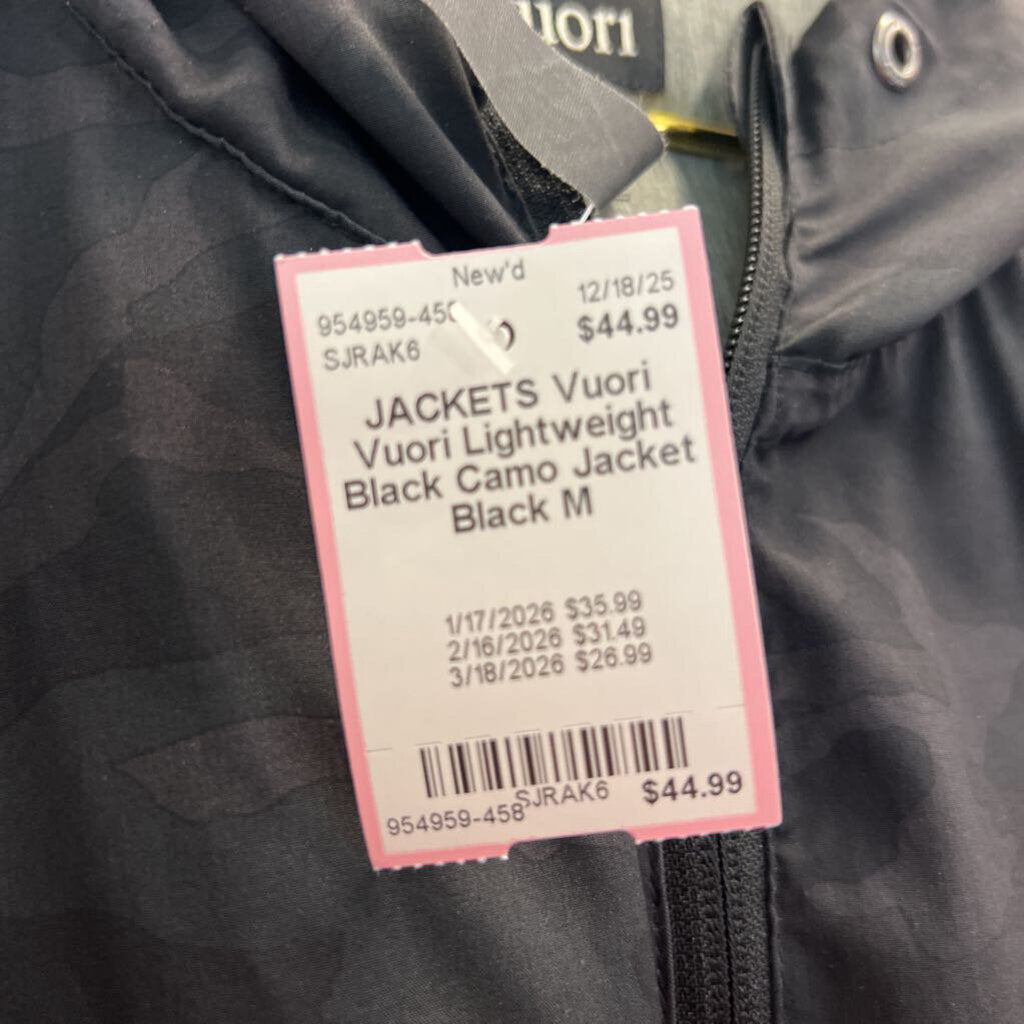 uori
New'd
954959-458 12/18/25
SJRAK6 $44.99
JACKETS Vuori
Vuori Lightweight
Black Camo Jacket
Black M
1/17/2026 $35.99
2/16/2026 $31.49
3/18/2026 $26.99
SJRAK6 $44.99
954959-458